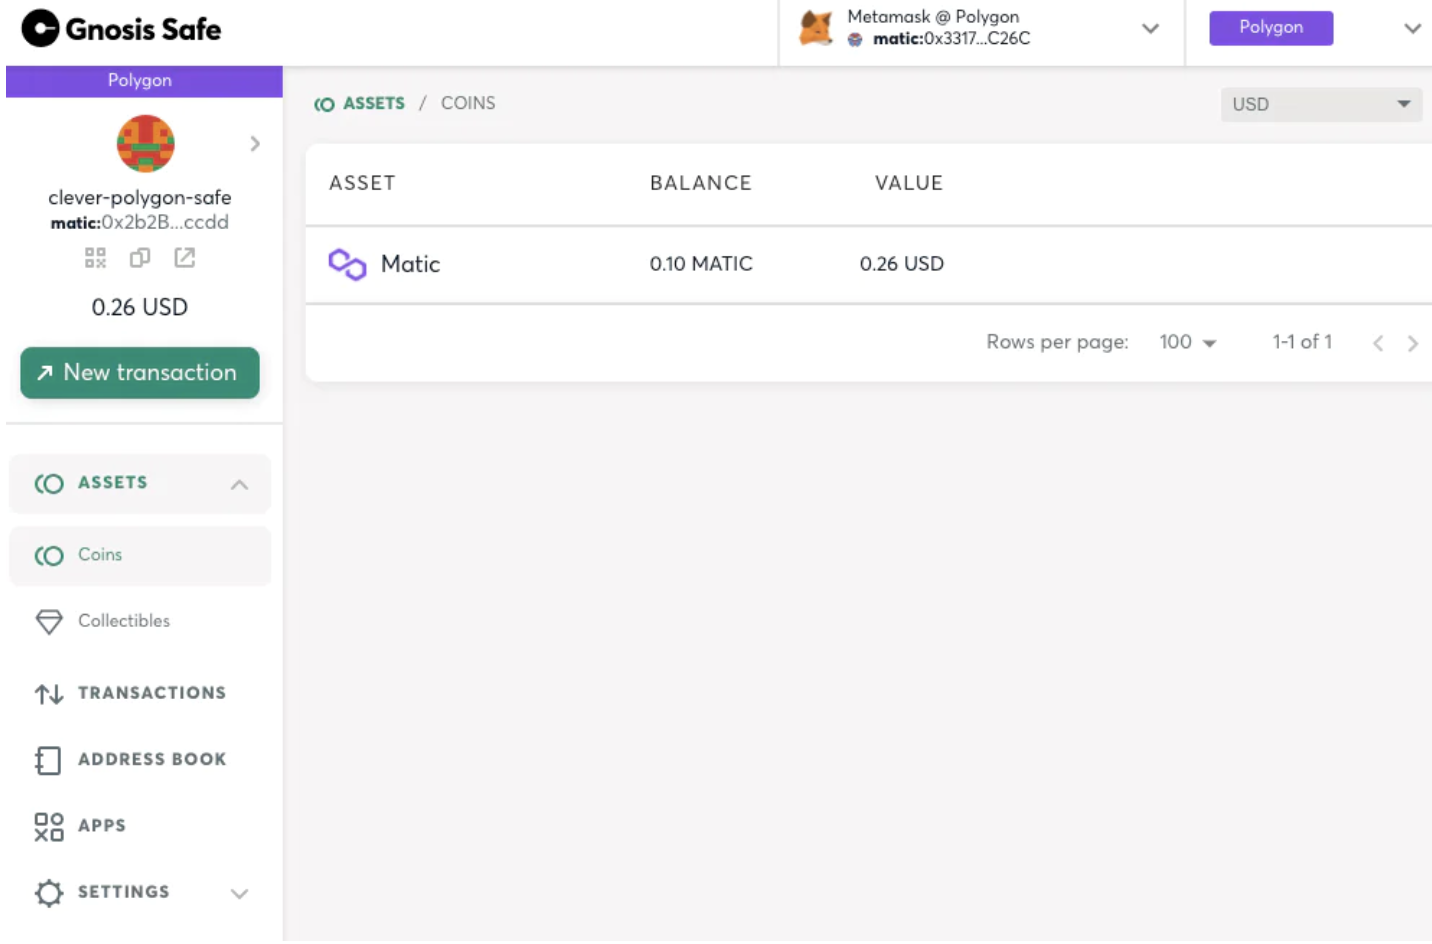 Gnosis Safe
Metamask @ Polygon
matic:0x3317...C26C
Polygon
Polygon
clever-polygon-safe
matic:0x2b2B...ccdd
0.26 USD
New transaction
ASSETS
Coins
Collectibles
TRANSACTIONS
ADDRESS BOOK
APPS
SETTINGS
ASSETS / COINS
USD
ASSET BALANCE VALUE
Matic 0.10 MATIC 0.26 USD
Rows per page: 100 1-1 of 1